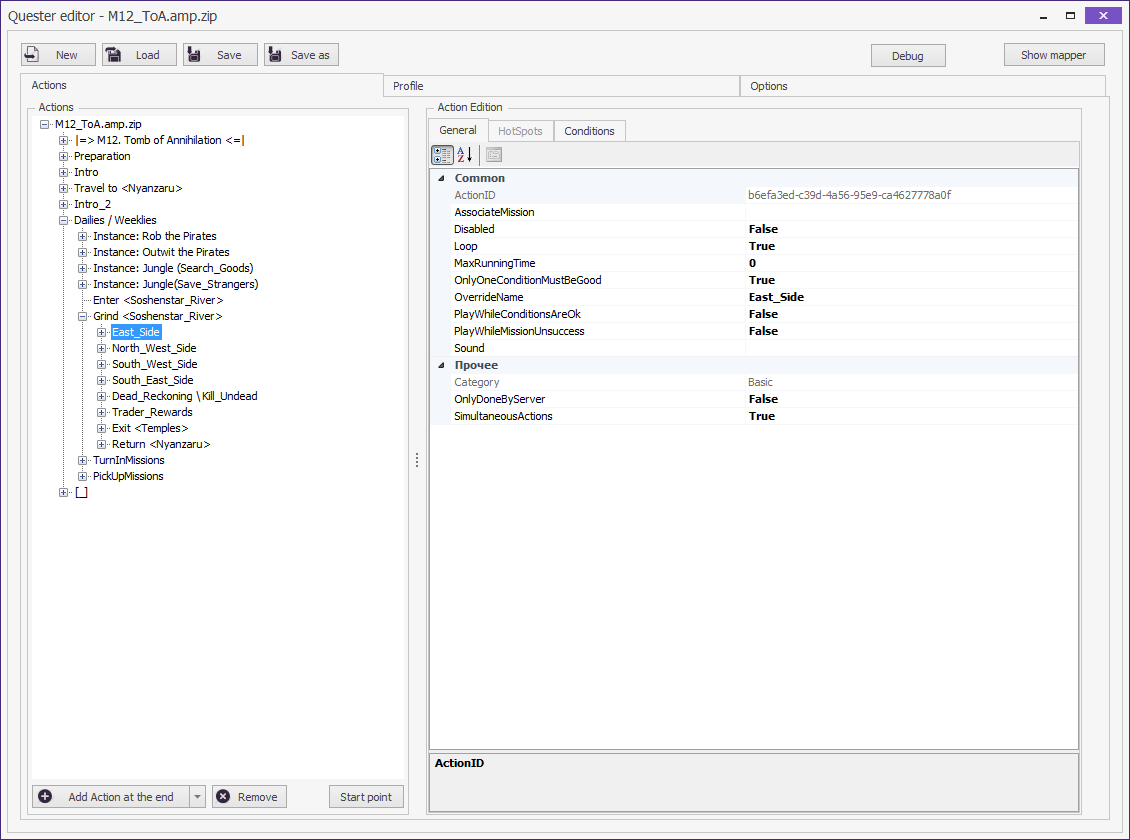 Quester editor - M12_ToA.amp.zip
New Load Save Save as Debug Show mapper
Actions Profile Options
Actions
M12_ToA.amp.zip
|=> M12. Tomb of Annihilation <=|
Preparation
Intro
Travel to <Nyanzaru>
Intro_2
Dailies / Weeklies
Instance: Rob the Pirates
Instance: Outwit the Pirates
Instance: Jungle (Search_Goods)
Instance: Jungle(Save_Strangers)
Enter <Soshenstar_River>
Grind <Soshenstar_River>
East_Side
North_West_Side
South_West_Side
South_East_Side
Dead_Reckoning \Kill_Undead
Trader_Rewards
Exit <Temples>
Return <Nyanzaru>
TurnInMissions
PickUpMissions
[_]
Add Action at the end Remove Start point
Action Edition
General HotSpots Conditions
Common
ActionID b6efa3ed-c39d-4a56-95e9-ca4627778a0f
AssociateMission
Disabled False
Loop True
MaxRunningTime 0
OnlyOneConditionMustBeGood True
OverrideName East_Side
PlayWhileConditionsAreOk False
PlayWhileMissionUnsuccess False
Sound
Прочее
Category Basic
OnlyDoneByServer False
SimultaneousActions True
ActionID